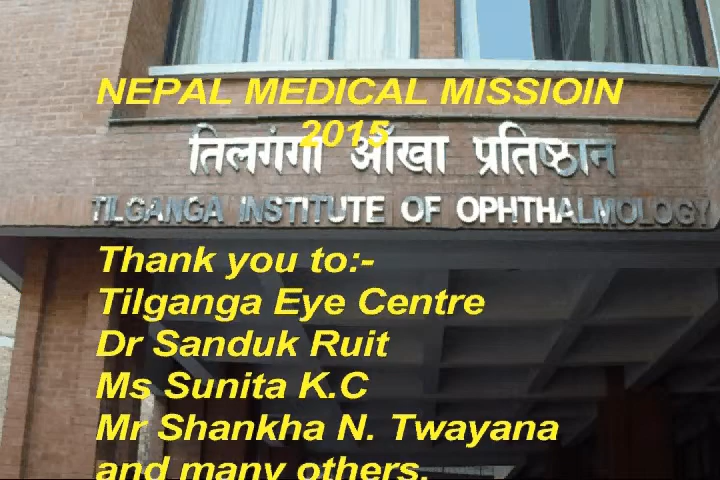 NEPAL MEDICAL MISSIOIN
2015
तिलगंगा आँखा प्रतिष्ठान
TILGANGA INSTITUTE OF OPHTHALMOLOGY
Thank you to:-
Tilganga Eye Centre
Dr Sanduk Ruit
Ms Sunita K.C
Mr Shankha N. Twayana
and many others.